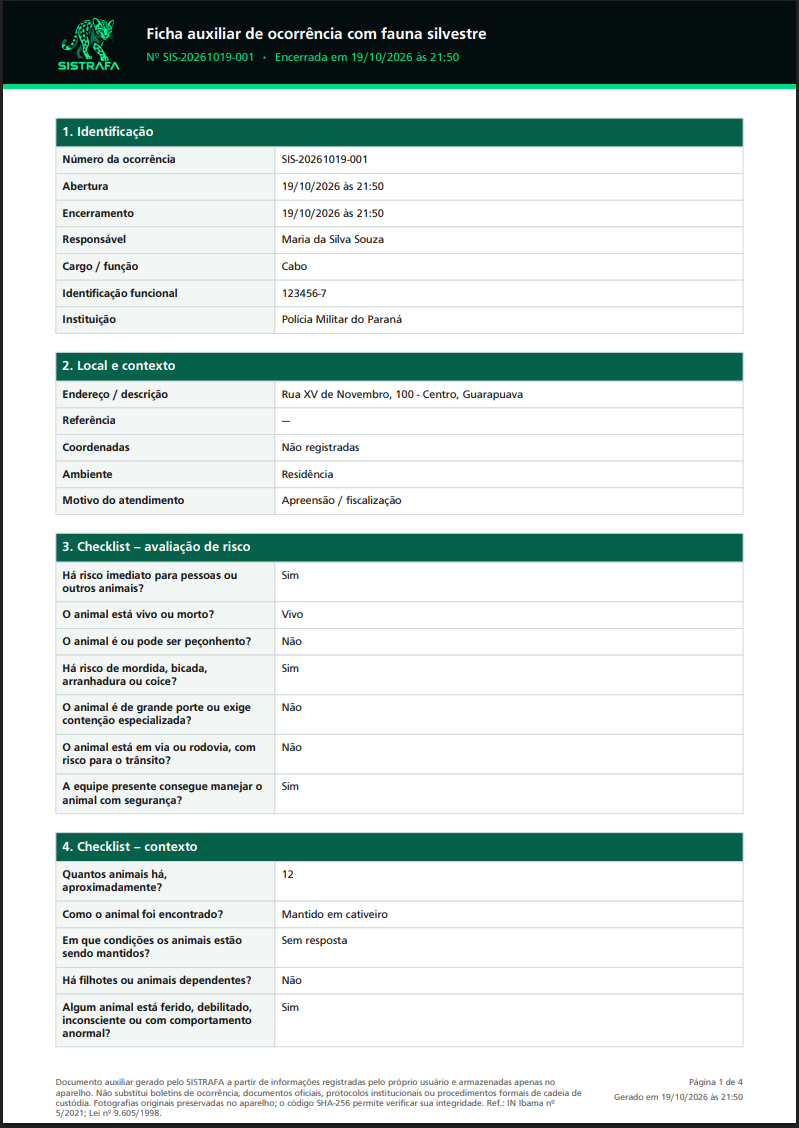 Ficha auxiliar de ocorrência com fauna silvestre
SISTRAFA
Nº SIS-20261019-001 • Encerrada em 19/10/2026 às 21:50
1. Identificação
Número da ocorrência SIS-20261019-001
Abertura 19/10/2026 às 21:50
Encerramento 19/10/2026 às 21:50
Responsável Maria da Silva Souza
Cargo / função Cabo
Identificação funcional 123456-7
Instituição Polícia Militar do Paraná
2. Local e contexto
Endereço / descrição Rua XV de Novembro, 100 - Centro, Guarapuava
Referência —
Coordenadas Não registradas
Ambiente Residência
Motivo do atendimento Apreensão / fiscalização
3. Checklist – avaliação de risco
Há risco imediato para pessoas ou Sim
outros animais?
O animal está vivo ou morto? Vivo
O animal é ou pode ser peçonhento? Não
Há risco de mordida, bicada, Sim
arranhadura ou coice?
O animal é de grande porte ou exige Não
contenção especializada?
O animal está em via ou rodovia, com Não
risco para o trânsito?
A equipe presente consegue manejar o Sim
animal com segurança?
4. Checklist – contexto
Quantos animais há, 12
aproximadamente?
Como o animal foi encontrado? Mantido em cativeiro
Em que condições os animais estão Sem resposta
sendo mantidos?
Há filhotes ou animais dependentes? Não
Algum animal está ferido, debilitado, Sim
inconsciente ou com comportamento
anormal?
Documento auxiliar gerado pelo SISTRAFA a partir de informações registradas pelo próprio usuário e armazenadas apenas no
aparelho. Não substitui boletins de ocorrência, documentos oficiais, protocolos institucionais ou procedimentos formais de cadeia de
custódia. Fotografias originais preservadas no aparelho; o código SHA-256 permite verificar sua integridade. Ref.: IN Ibama nº
5/2021; Lei nº 9.605/1998.
Página 1 de 4
Gerado em 19/10/2026 às 21:50